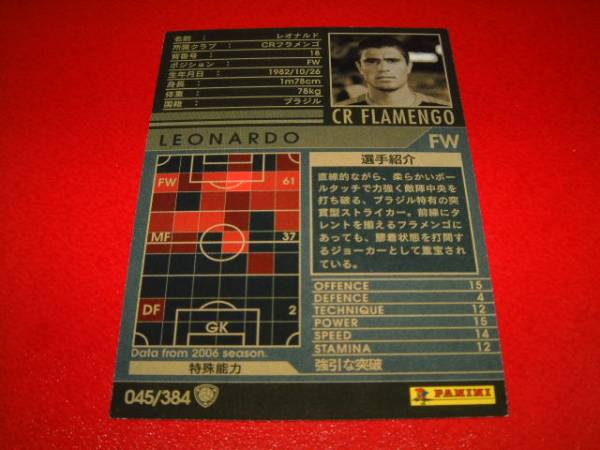 名前 : レオナルド
所属クラブ : CRフラメンゴ
背番号 : 18
ポジション : FW
生年月日 : 1982/10/26
身長 : 1m78cm
体重 : 78kg
国籍 : ブラジル
CR FLAMENGO
LEONARDO
FW
FW 61
MF 37
DF 2
GK
Data from 2006 season.
選手紹介
直線的ながら、柔らかいボー
ルタッチで力強く敵陣中央を
打ち破る、ブラジル特有の突
貫型ストライカー。前線にタ
レントを揃えるフラメンゴに
あっても、膠着状態を打開す
るジョーカーとして重宝され
ている。
OFFENCE 15
DEFENCE 4
TECHNIQUE 12
POWER 15
SPEED 14
STAMINA 12
特殊能力
強引な突破
045/384
PANINI